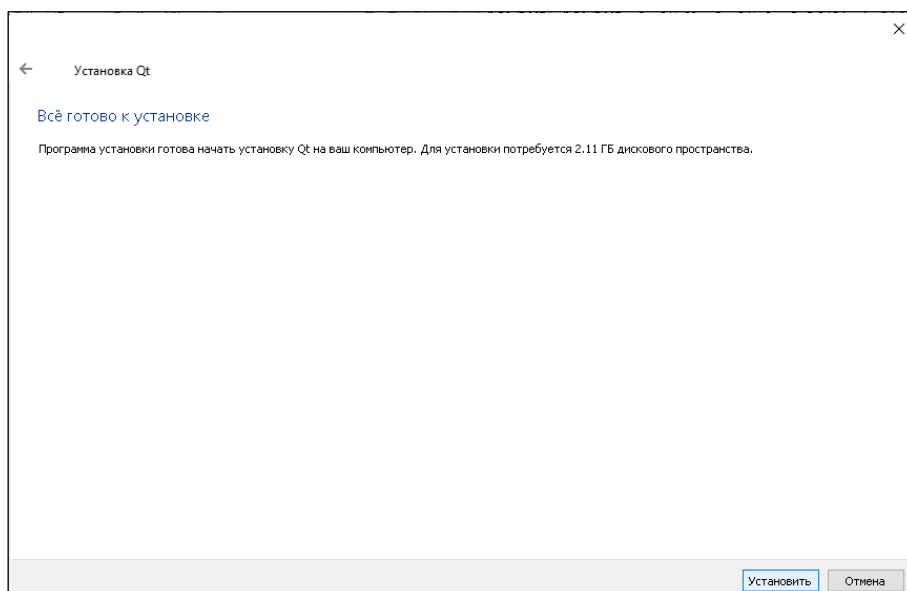 Установка Qt
Всё готово к установке
Программа установки готова начать установку Qt на ваш компьютер. Для установки потребуется 2.11 ГБ дискового пространства.
Установить Отмена